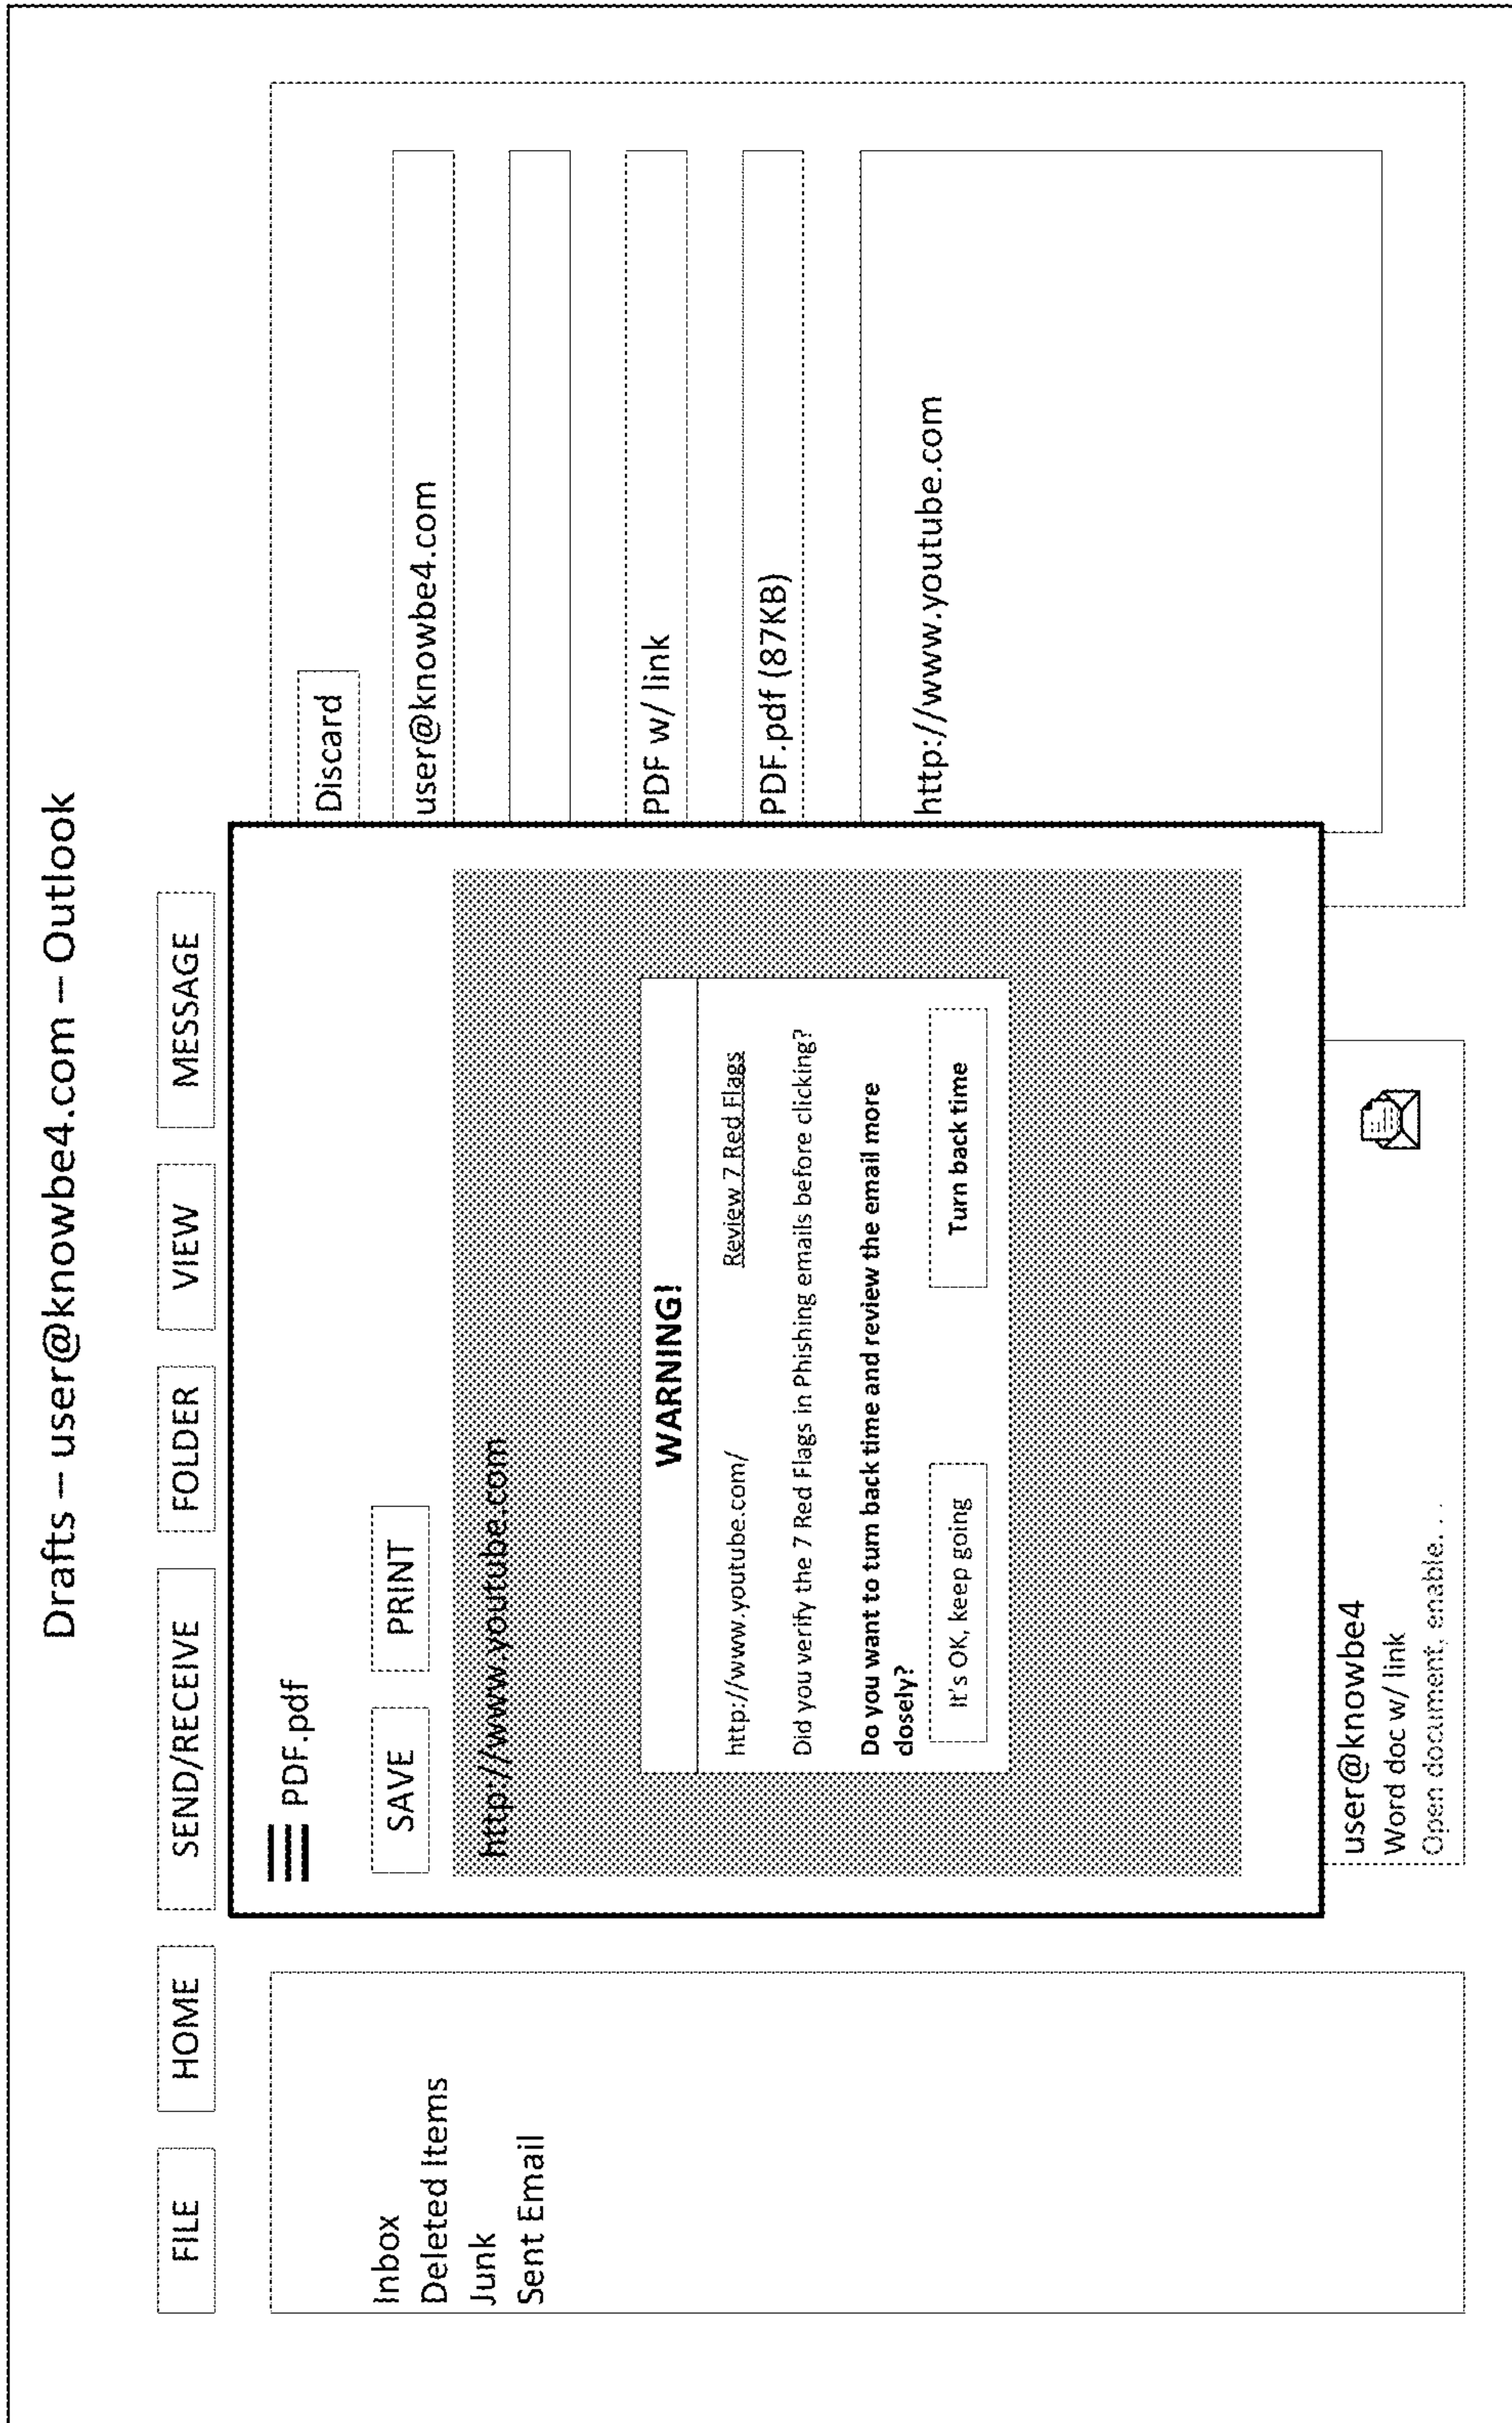 Drafts – user@knowbe4.com – Outlook
FILE
HOME
SEND/RECEIVE
FOLDER
VIEW
MESSAGE
Inbox
Deleted Items
Junk
Sent Email
PDF.pdf
SAVE
PRINT
http://www.youtube.com
WARNING!
http://www.youtube.com/
Review 7 Red Flags
Did you verify the 7 Red Flags in Phishing emails before clicking?
Do you want to turn back time and review the email more
closely?
It's OK, keep going
Turn back time
user@knowbe4
Word doc w/ link
Open document, enable. . .
Discard
user@knowbe4.com
PDF w/ link
PDF.pdf (87KB)
http://www.youtube.com